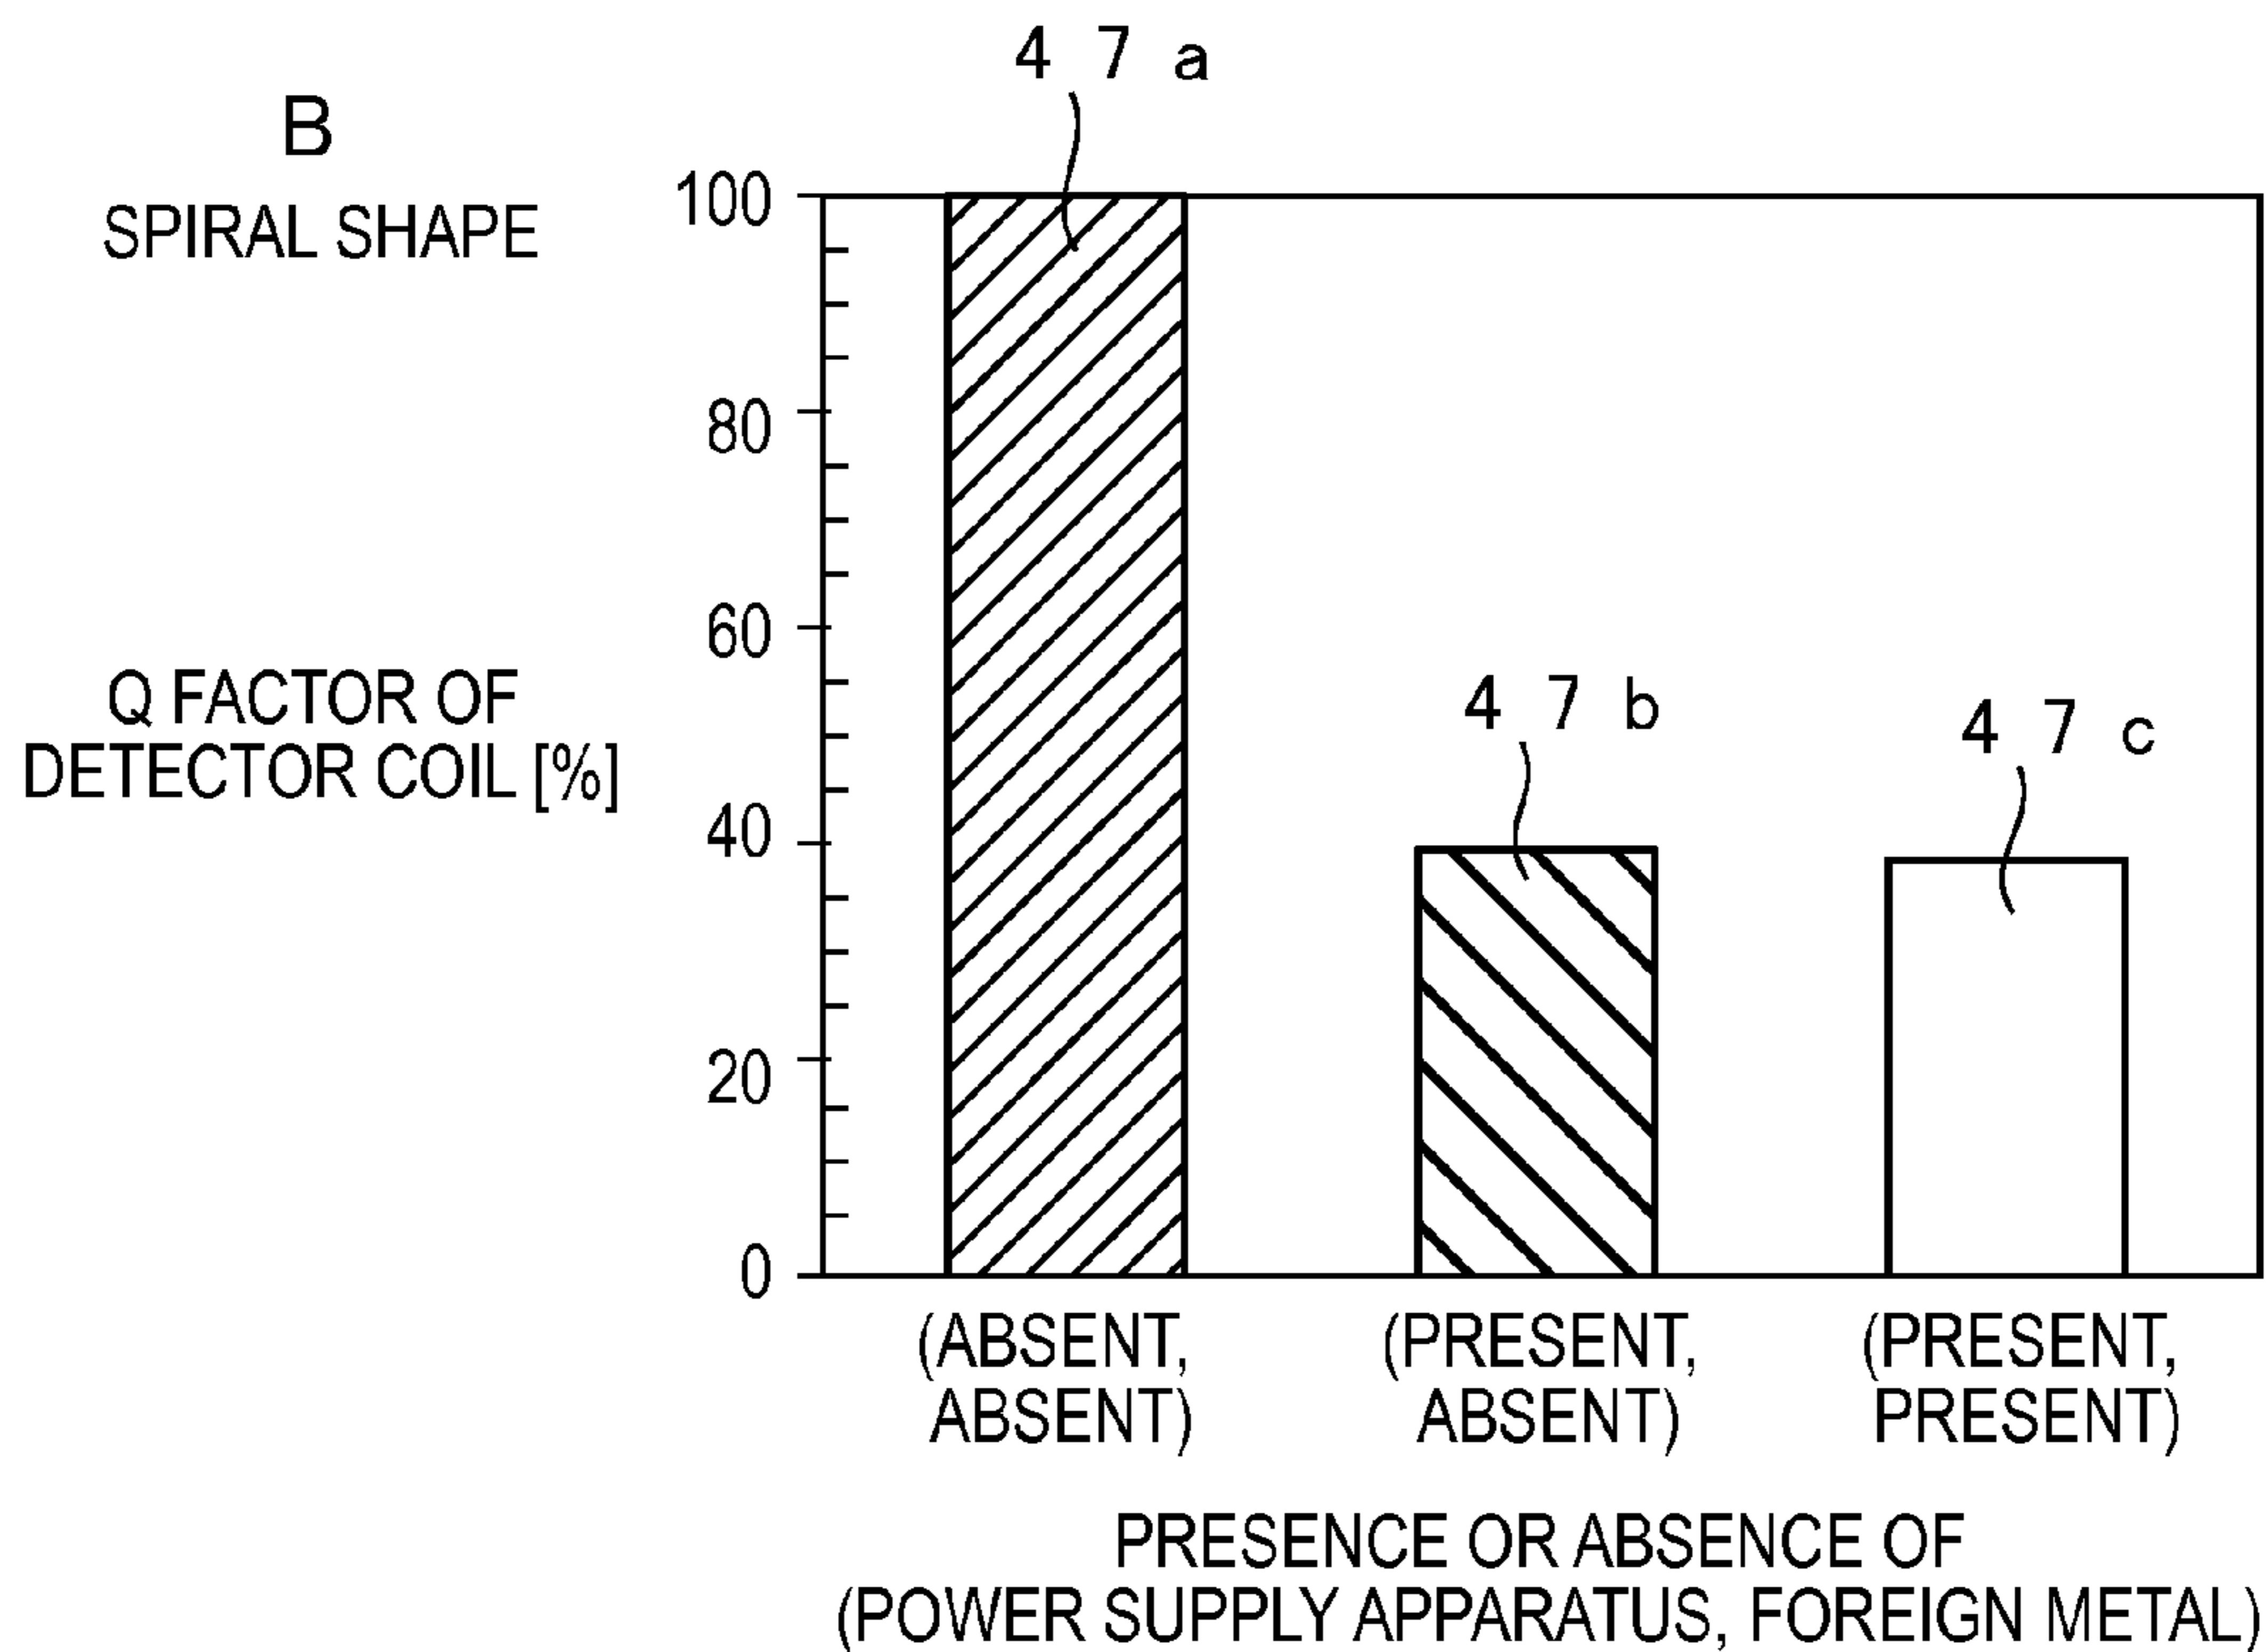 4 7 a
B
SPIRAL SHAPE
100
80
60
Q FACTOR OF
DETECTOR COIL [%]
4 7 b
4 7 c
40
20
0
(ABSENT,
ABSENT)
(PRESENT,
ABSENT)
(PRESENT,
PRESENT)
PRESENCE OR ABSENCE OF
(POWER SUPPLY APPARATUS, FOREIGN METAL)